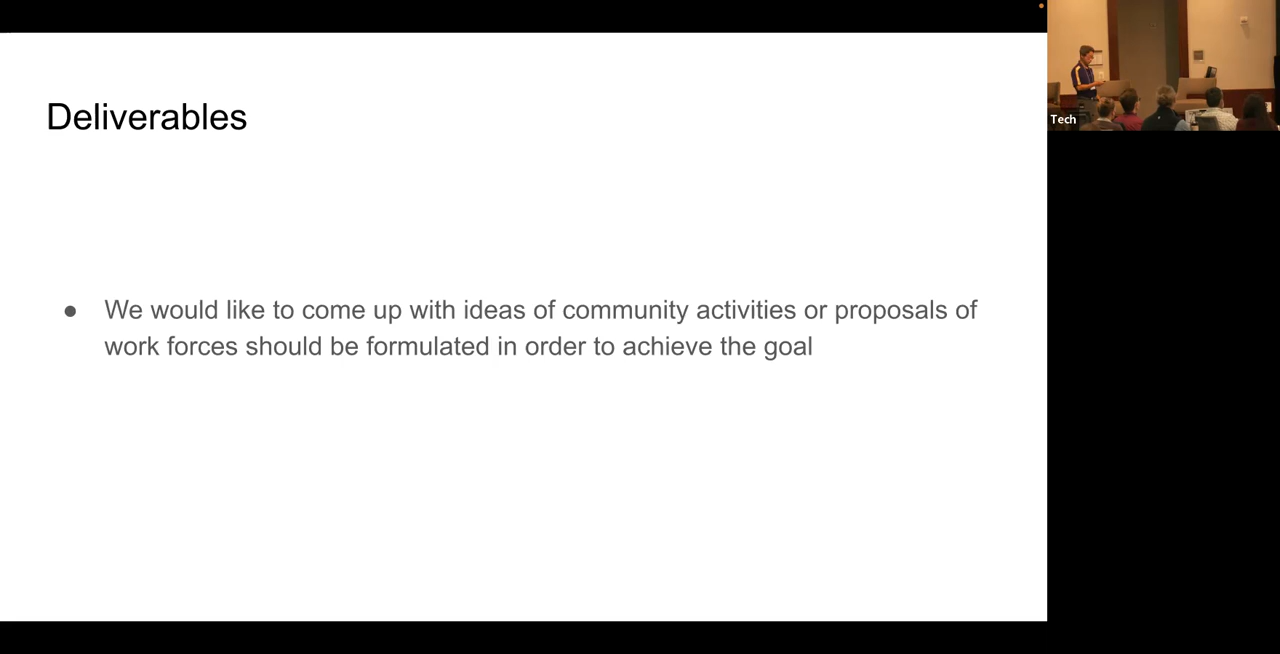 Deliverables
● We would like to come up with ideas of community activities or proposals of
work forces should be formulated in order to achieve the goal
Tech